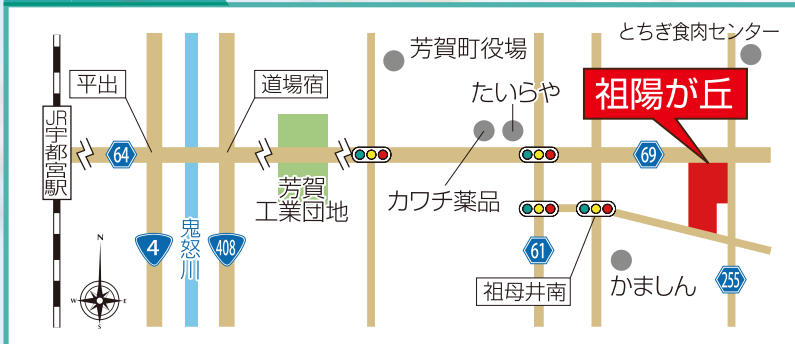 とちぎ食肉センター
芳賀町役場
平出
道場宿
たいらや
祖陽が丘
JR宇都宮駅
64
69
芳賀
工業団地
カワチ薬品
4
鬼怒川
408
61
祖母井南
かましん
255
N
W
E
S